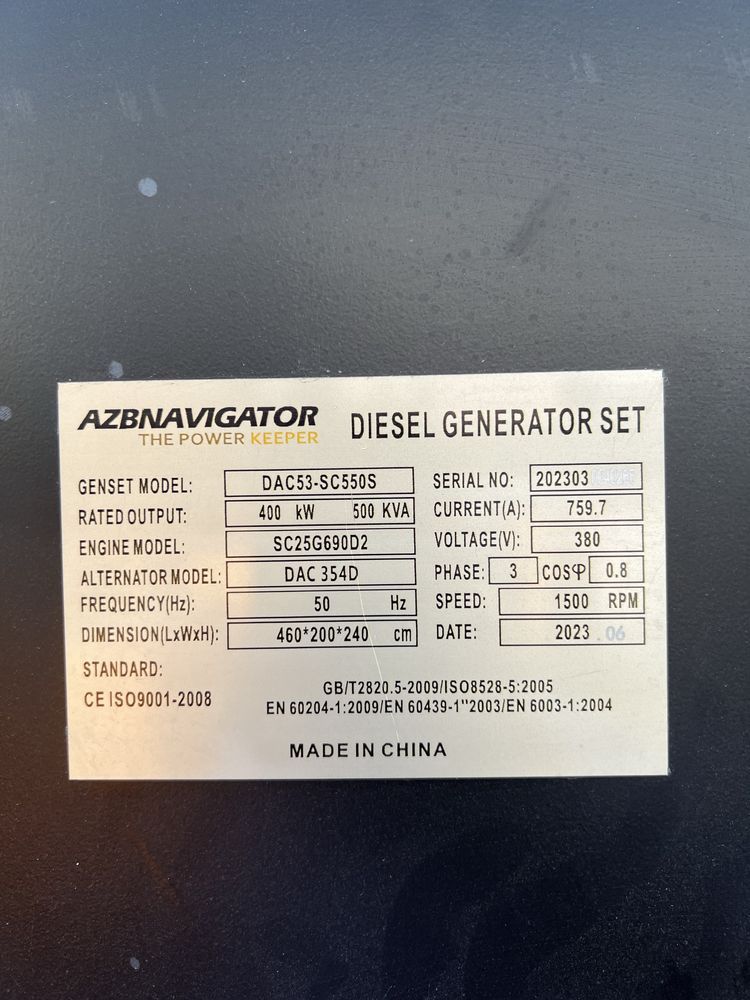 AZBNAVIGATOR
THE POWER KEEPER
DIESEL GENERATOR SET
GENSET MODEL: DAC53-SC550S
SERIAL NO: 202303
RATED OUTPUT: 400 kW 500 KVA
CURRENT(A): 759.7
ENGINE MODEL: SC25G690D2
VOLTAGE(V): 380
ALTERNATOR MODEL: DAC 354D
PHASE: 3 COSφ 0.8
FREQUENCY(Hz): 50 Hz
SPEED: 1500 RPM
DIMENSION(LxWxH): 460*200*240 cm
DATE: 2023.06
STANDARD:
CE ISO9001-2008
GB/T2820.5-2009/ISO8528-5:2005
EN 60204-1:2009/EN 60439-1"2003/EN 6003-1:2004
MADE IN CHINA